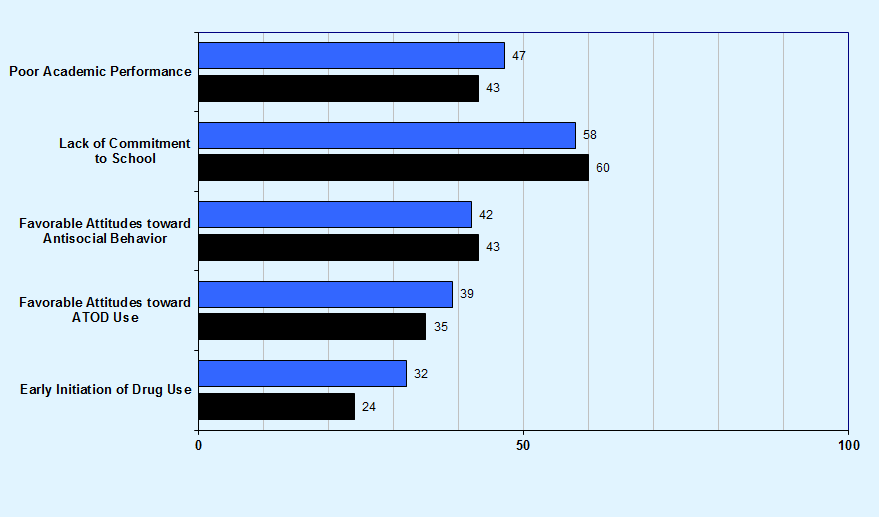 Poor Academic Performance
47
43
Lack of Commitment
to School
58
60
Favorable Attitudes toward
Antisocial Behavior
42
43
Favorable Attitudes toward
ATOD Use
39
35
Early Initiation of Drug Use
32
24
0 50 100